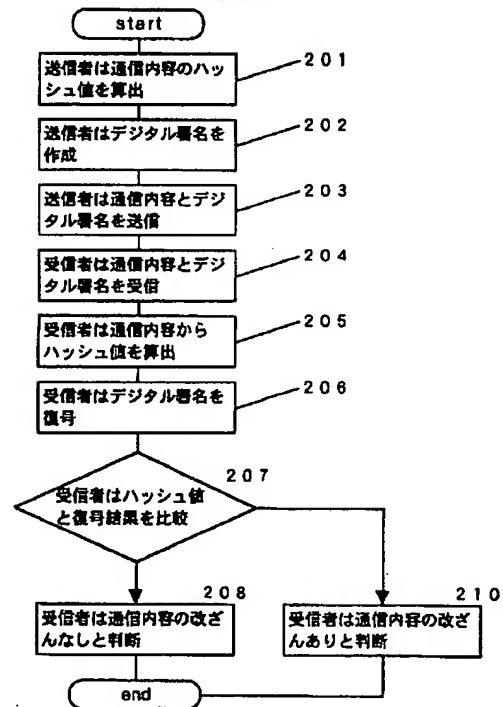 start
送信者は通信内容のハッ
シュ値を算出
201
送信者はデジタル署名を
作成
202
送信者は通信内容とデジ
タル署名を送信
203
受信者は通信内容とデジ
タル署名を受信
204
受信者は通信内容から
ハッシュ値を算出
205
受信者はデジタル署名を
復号
206
受信者はハッシュ値
と復号結果を比較
207
受信者は通信内容の改ざ
んなしと判断
208
受信者は通信内容の改ざ
んありと判断
210
end